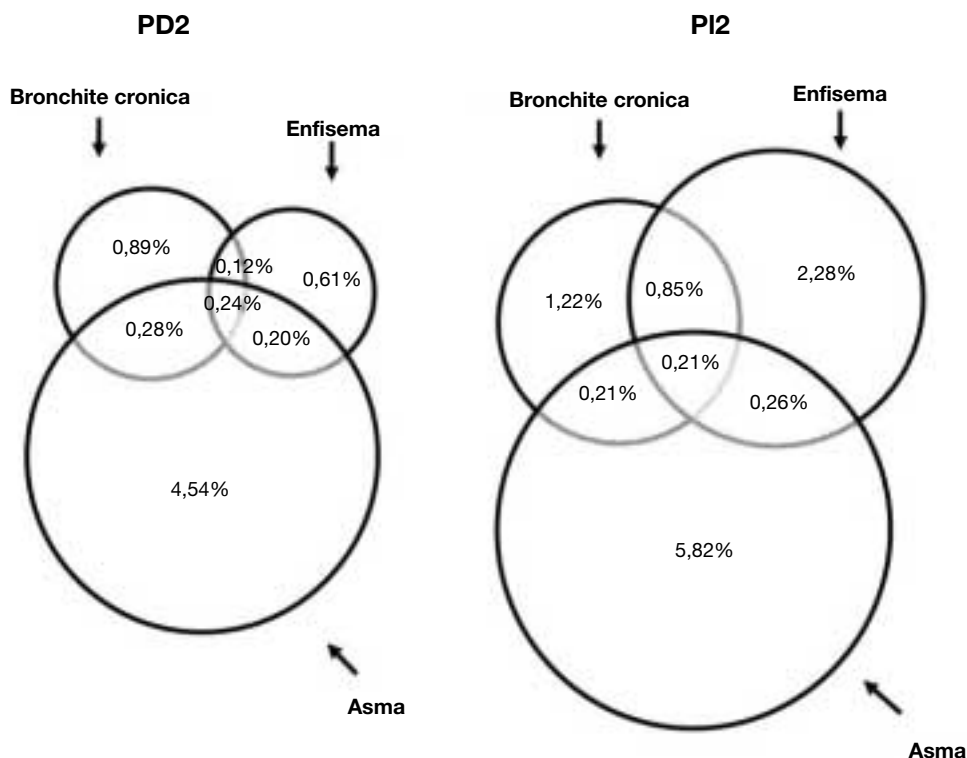 PD2
Bronchite cronica
Enfisema
0,89%
0,12%
0,61%
0,24%
0,28%
0,20%
4,54%
Asma
PI2
Bronchite cronica
Enfisema
1,22%
0,85%
2,28%
0,21%
0,21%
0,26%
5,82%
Asma